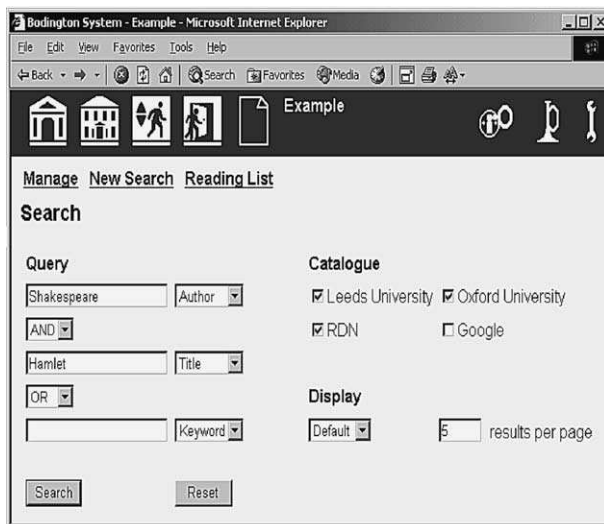 Bodington System - Example - Microsoft Internet Explorer
File Edit View Favorites Tools Help
Back Search Favorites Media
Example
Manage New Search Reading List
Search
Query Catalogue
Shakespeare Author Leeds University Oxford University
AND RDN Google
Hamlet Title
OR Display
Keyword Default 5 results per page
Search Reset